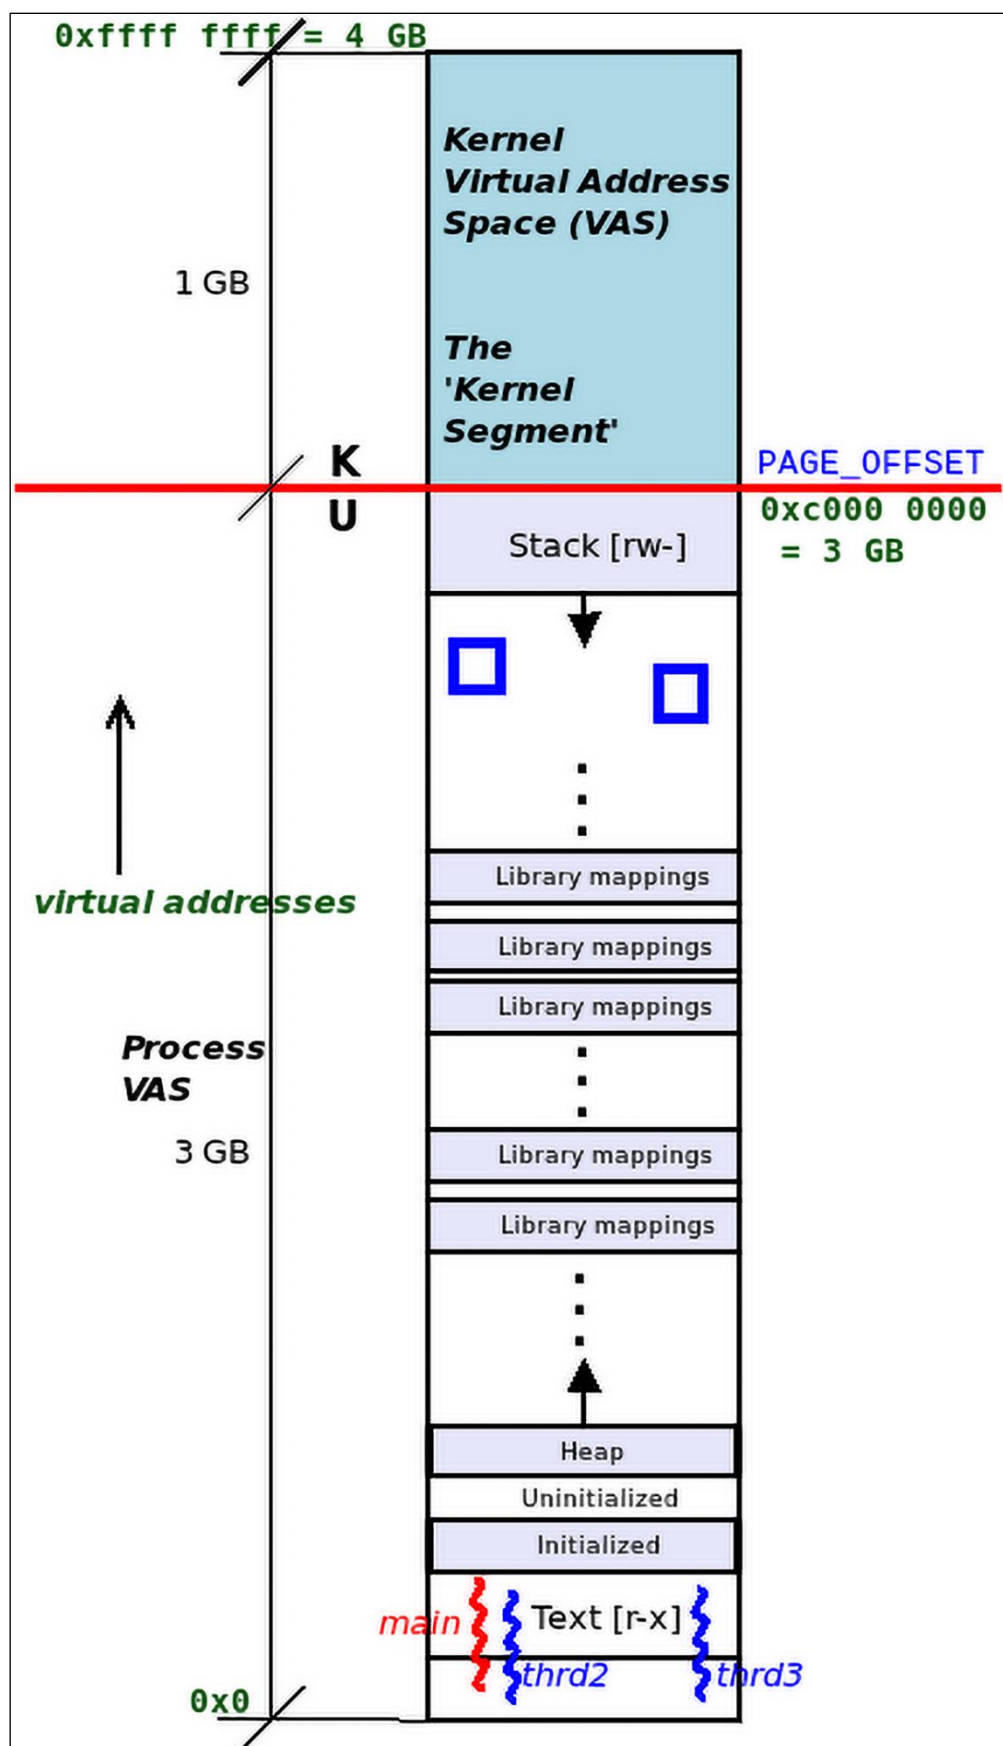 0xffff ffff = 4 GB
Kernel
Virtual Address
Space (VAS)
1 GB
The
'Kernel
Segment'
K
PAGE_OFFSET
U
0xc000 0000
= 3 GB
Stack [rw-]
Library mappings
virtual addresses
Library mappings
Library mappings
Process
VAS
3 GB
Library mappings
Library mappings
Heap
Uninitialized
Initialized
main
Text [r-x]
thrd2
thrd3
0x0